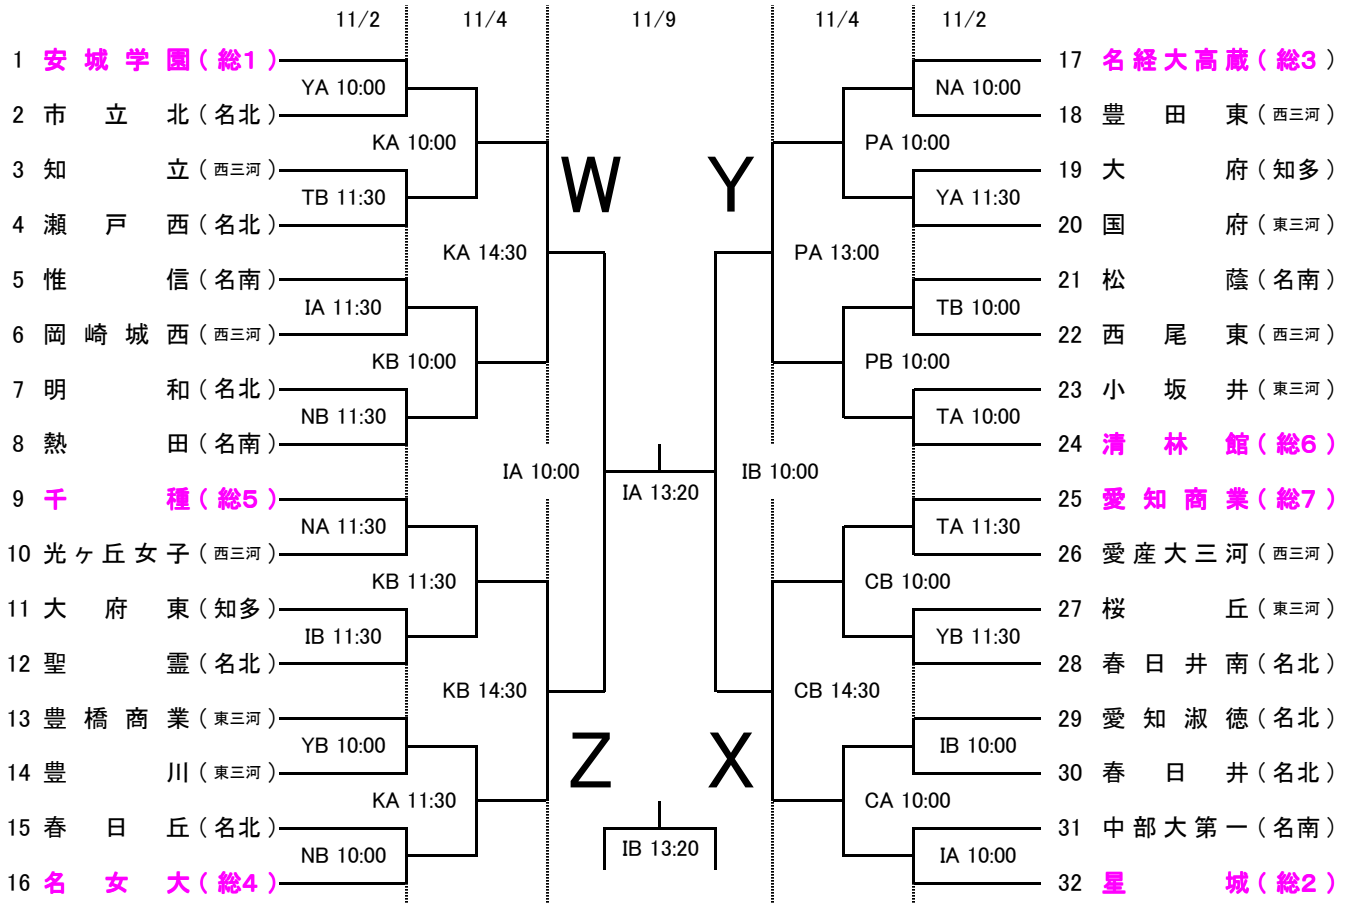 11/2 11/4 11/9 11/4 11/2
1 安城学園(総1) 17 名経大高蔵(総3)
YA 10:00 NA 10:00
2 市立北(名北) 18 豊田東(西三河)
KA 10:00 PA 10:00
3 知立(西三河) W Y 19 大府(知多)
TB 11:30 YA 11:30
4 瀬戸西(名北) 20 国府(東三河)
KA 14:30 PA 13:00
5 惟信(名南) 21 松蔭(名南)
IA 11:30 TB 10:00
6 岡崎城西(西三河) 22 西尾東(西三河)
KB 10:00 PB 10:00
7 明和(名北) 23 小坂井(東三河)
NB 11:30 TA 10:00
8 熱田(名南) 24 清林館(総6)
IA 10:00 IB 10:00
IA 13:20
9 千種(総5) 25 愛知商業(総7)
NA 11:30 TA 11:30
10 光ヶ丘女子(西三河) 26 愛産大三河(西三河)
KB 11:30 CB 10:00
11 大府東(知多) 27 桜丘(東三河)
IB 11:30 YB 11:30
12 聖霊(名北) 28 春日井南(名北)
KB 14:30 CB 14:30
13 豊橋商業(東三河) 29 愛知淑徳(名北)
YB 10:00 Z X IB 10:00
14 豊川(東三河) 30 春日井(名北)
KA 11:30 CA 10:00
15 春日丘(名北) 31 中部大第一(名南)
NB 10:00 IB 13:20 IA 10:00
16 名女大(総4) 32 星城(総2)